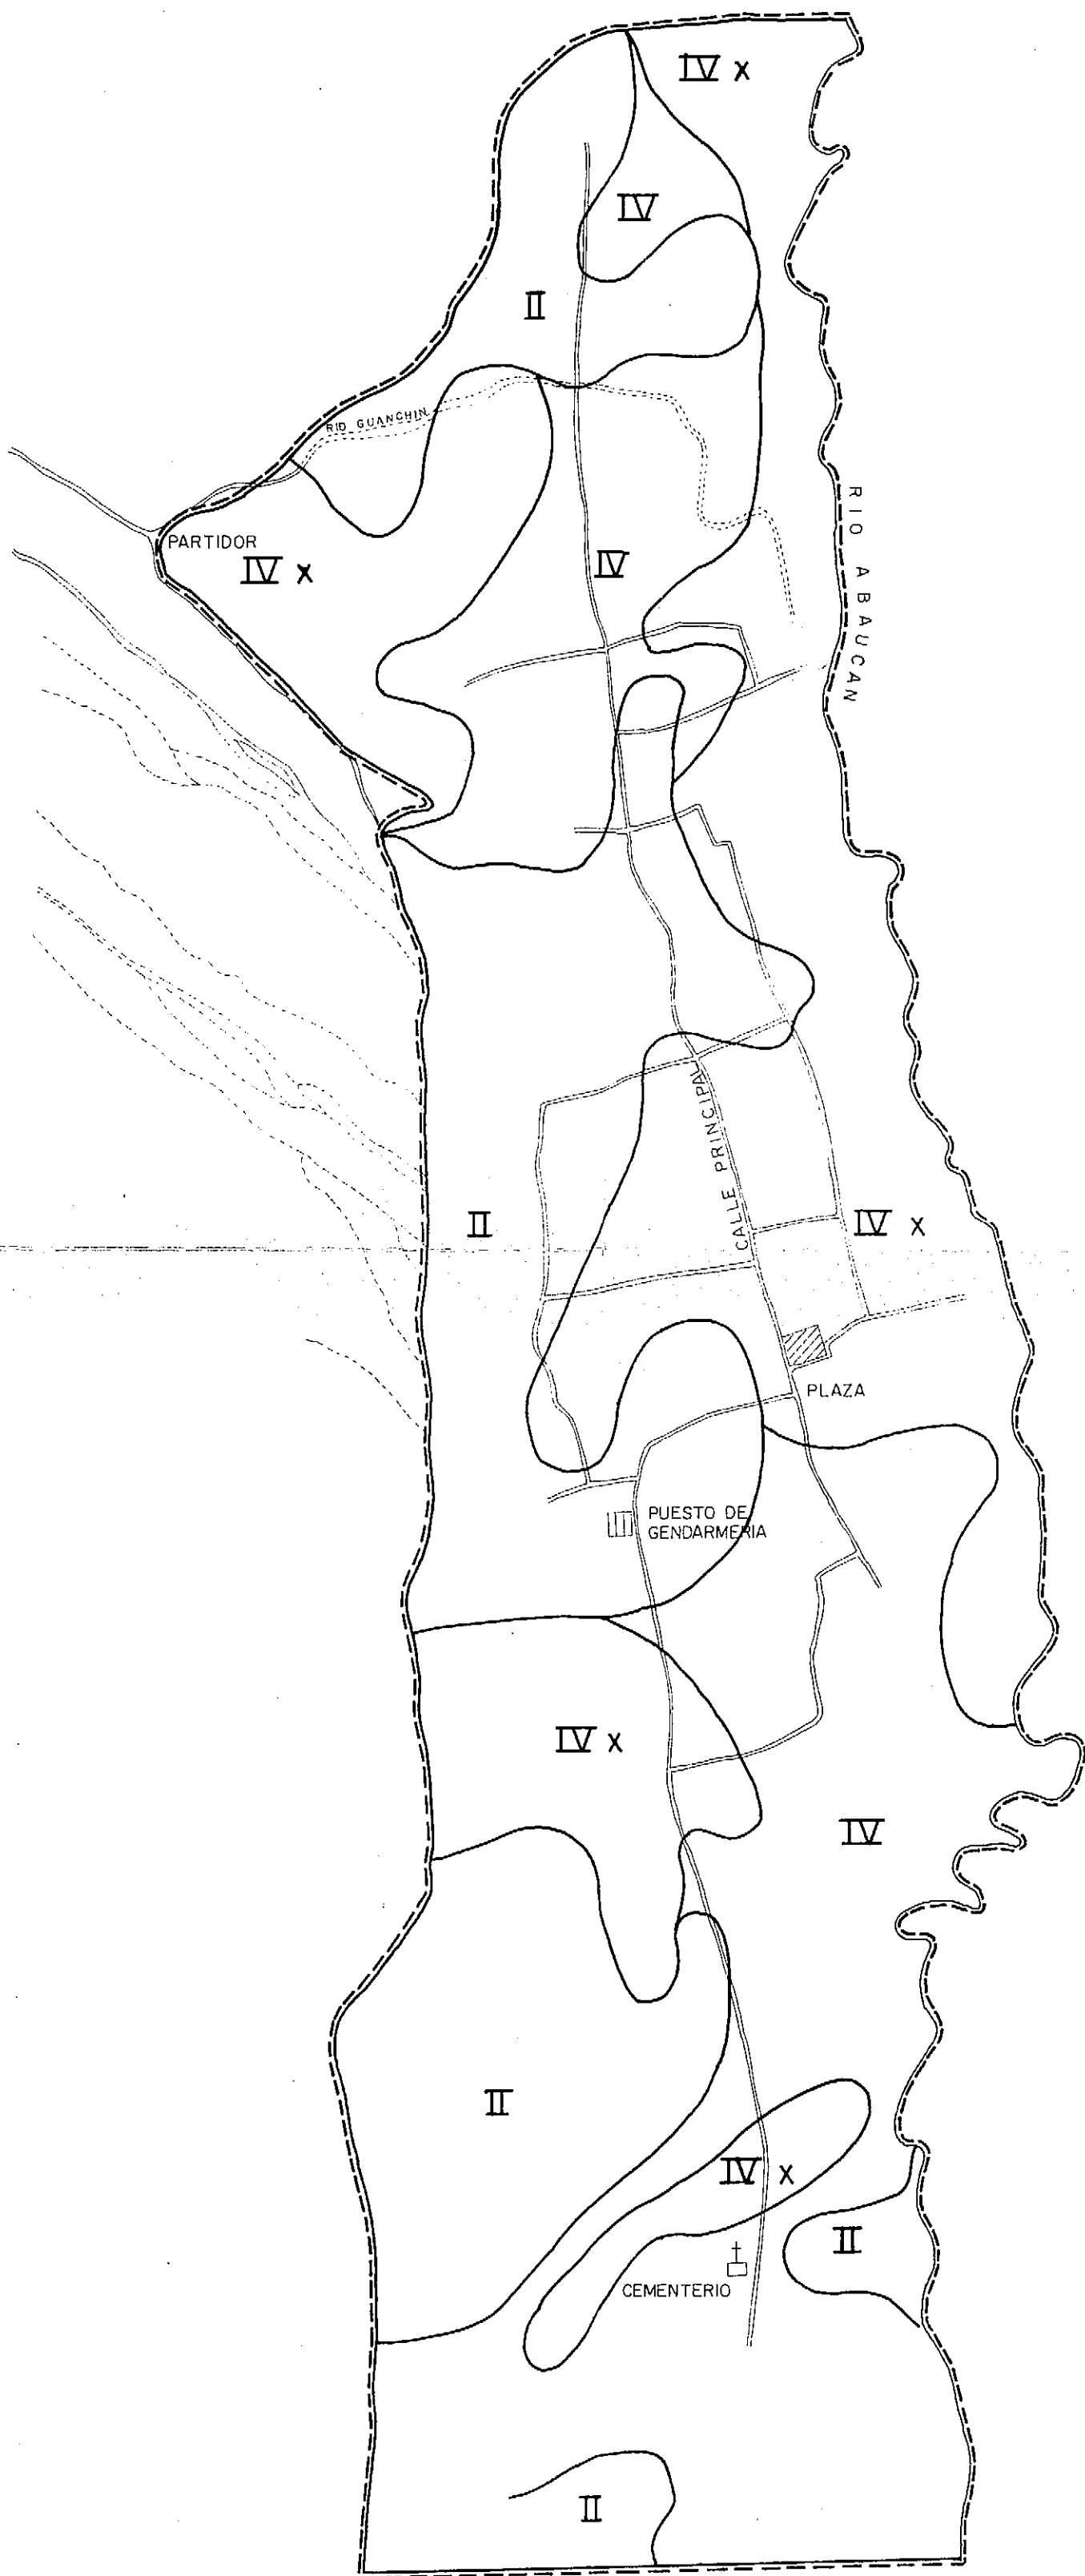 IV x
IV
II
RIO GUANCHIN
RIO ABAUCAN
PARTIDOR
IV x
IV
CALLE PRINCIPAL
II
IV x
PLAZA
PUESTO DE
GENDARMERIA
IV x
IV
II
IV x
II
CEMENTERIO
II